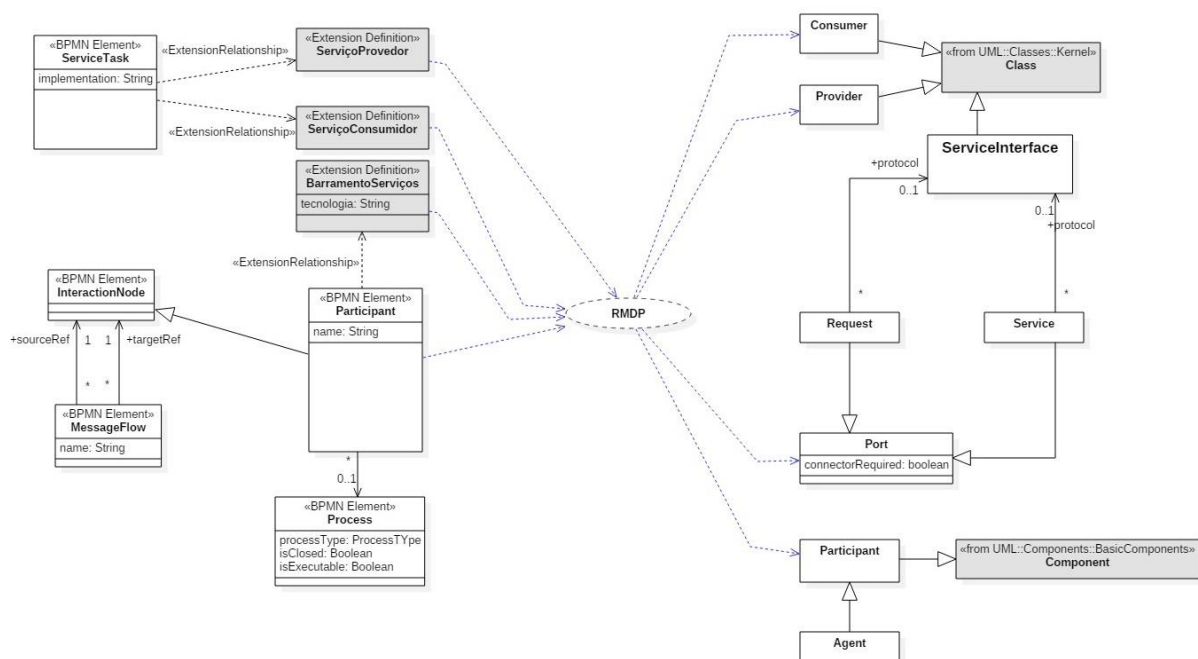 «BPMN Element»
ServiceTask
implementation: String
«ExtensionRelationship»
«Extension Definition»
ServiçoProvedor
«Extension Definition»
ServiçoConsumidor
«ExtensionRelationship»
«Extension Definition»
BarramentoServiços
tecnologia: String
«ExtensionRelationship»
«BPMN Element»
InteractionNode
«BPMN Element»
Participant
name: String
+sourceRef
1
1
+targetRef
*
*
«BPMN Element»
MessageFlow
name: String
*
0..1
«BPMN Element»
Process
processType: ProcessTYpe
isClosed: Boolean
isExecutable: Boolean
RMDP
Consumer
Provider
«from UML::Classes::Kernel»
Class
ServiceInterface
+protocol
0..1
0..1
+protocol
*
*
Request
Service
Port
connectorRequired: boolean
Participant
«from UML::Components::BasicComponents»
Component
Agent